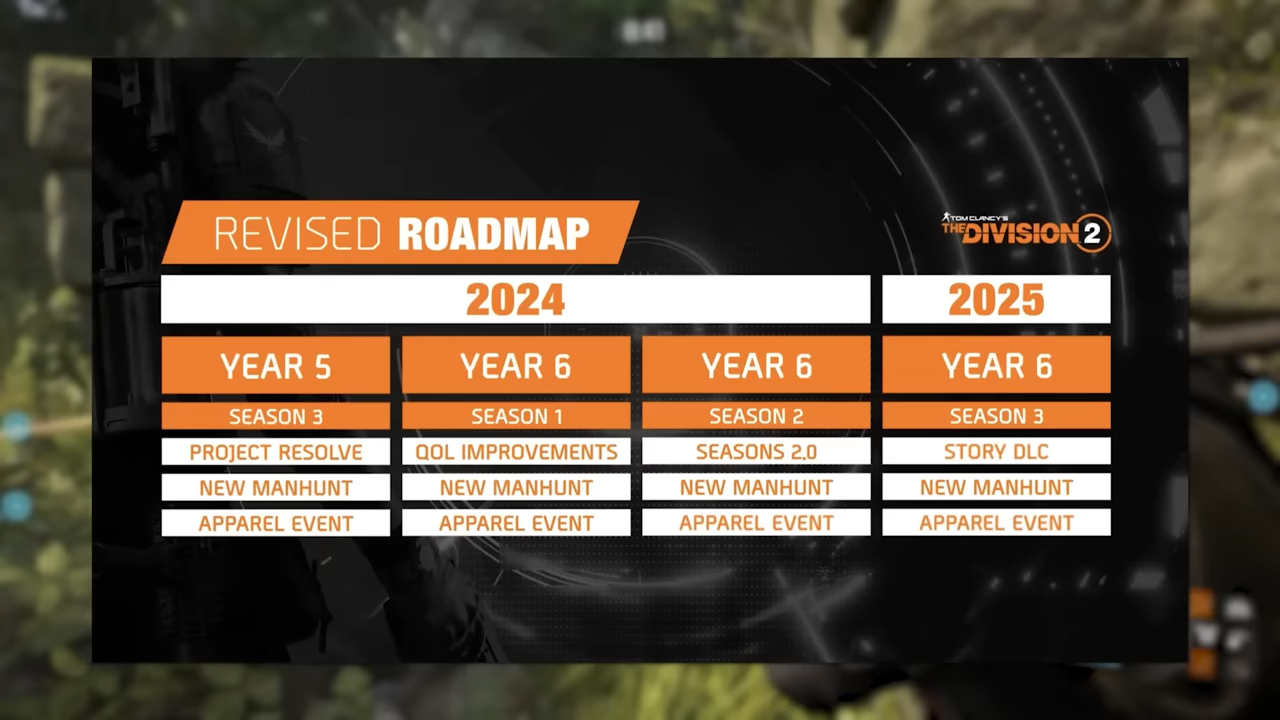 REVISED ROADMAP
TOM CLANCY'S
THE DIVISION 2
2024 2025
YEAR 5 YEAR 6 YEAR 6 YEAR 6
SEASON 3 SEASON 1 SEASON 2 SEASON 3
PROJECT RESOLVE QOL IMPROVEMENTS SEASONS 2.0 STORY DLC
NEW MANHUNT NEW MANHUNT NEW MANHUNT NEW MANHUNT
APPAREL EVENT APPAREL EVENT APPAREL EVENT APPAREL EVENT